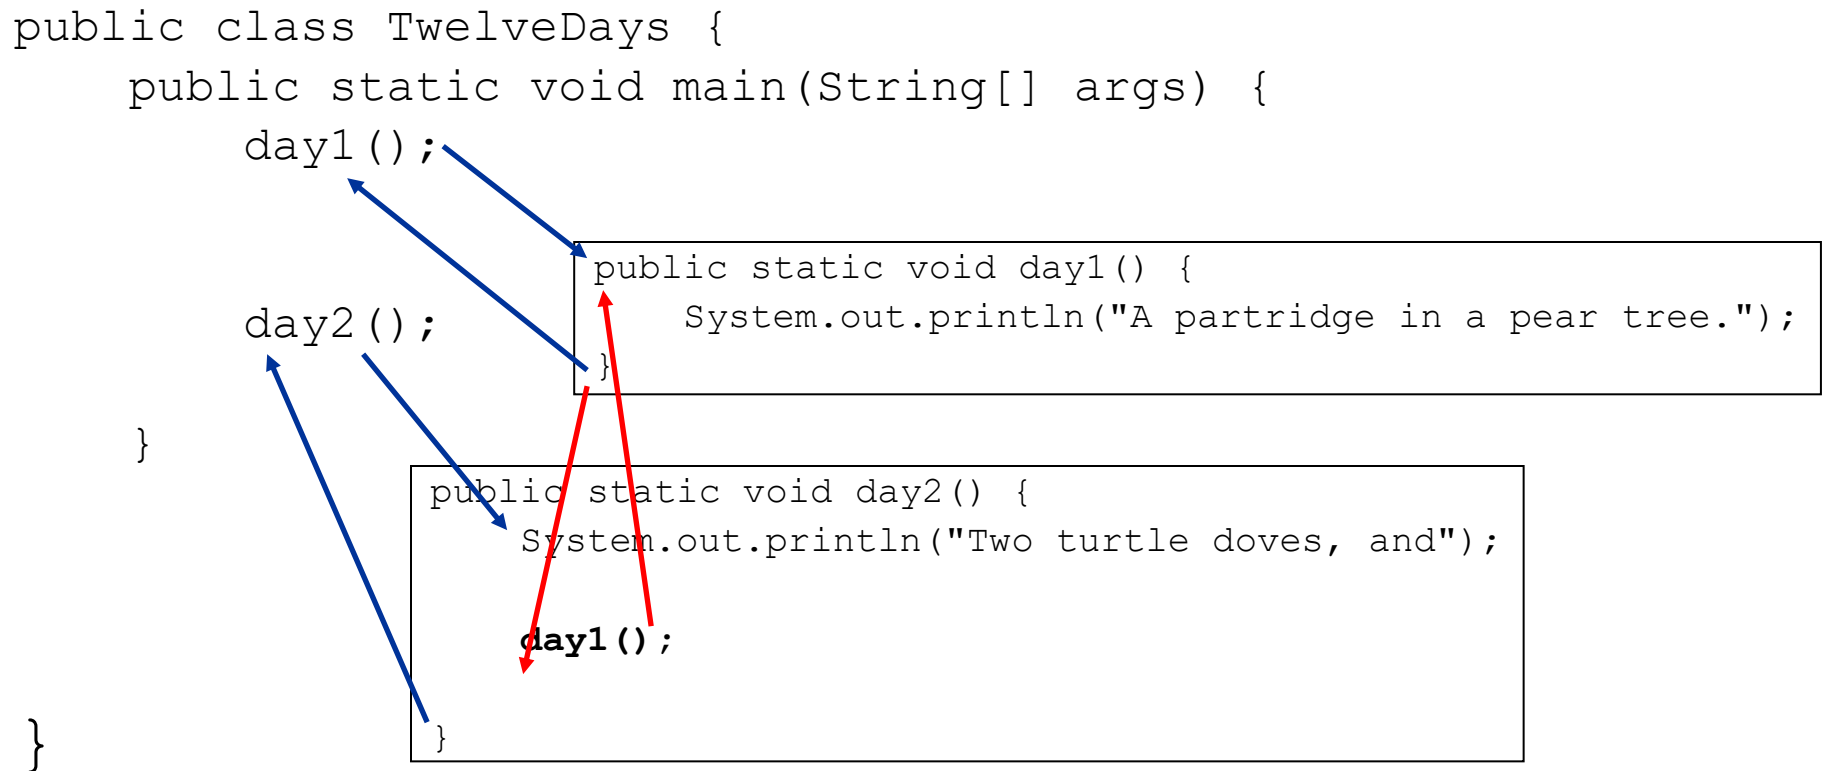 public class TwelveDays {
public static void main(String[] args) {
day1();
public static void day1() {
System.out.println("A partridge in a pear tree.");
}
day2();
}
public static void day2() {
System.out.println("Two turtle doves, and");
day1();
}
}